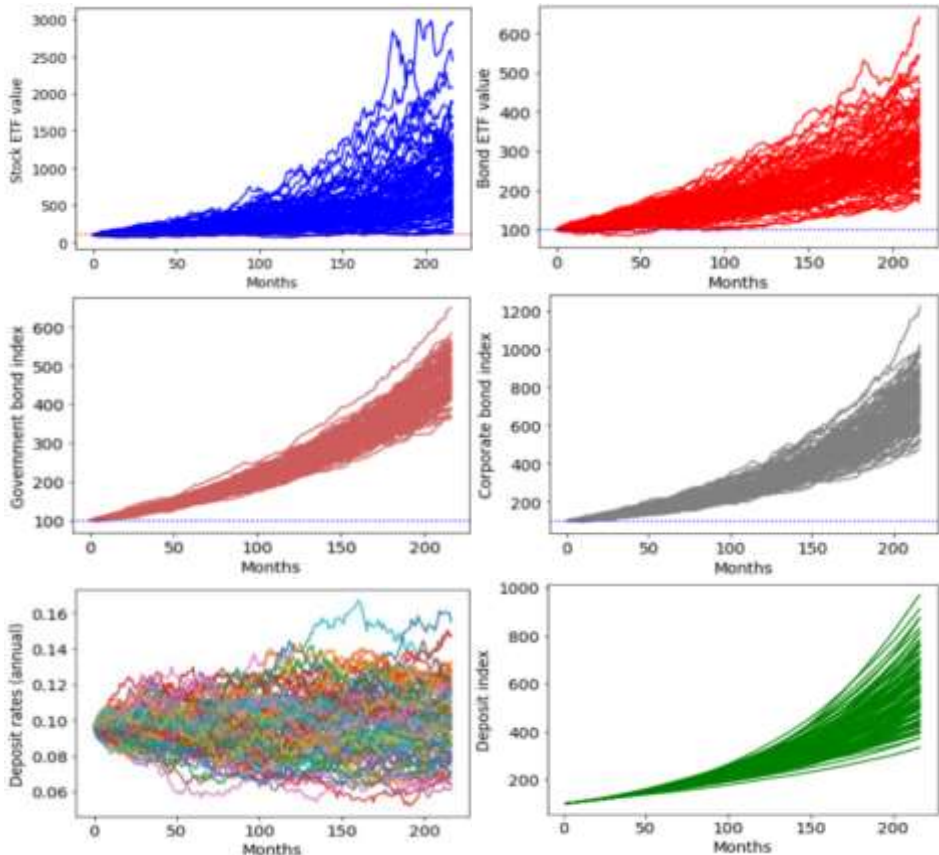 Stock ETF value
3000
2500
2000
1500
1000
500
0
0 50 100 150 200
Months
Bond ETF value
600
500
400
300
200
100
0 50 100 150 200
Months
Government bond index
600
500
400
300
200
100
0 50 100 150 200
Months
Corporate bond index
1200
1000
800
600
400
200
0 50 100 150 200
Months
Deposit rates (annual)
0.16
0.14
0.12
0.10
0.08
0.06
0 50 100 150 200
Months
Deposit index
1000
800
600
400
200
0 50 100 150 200
Months